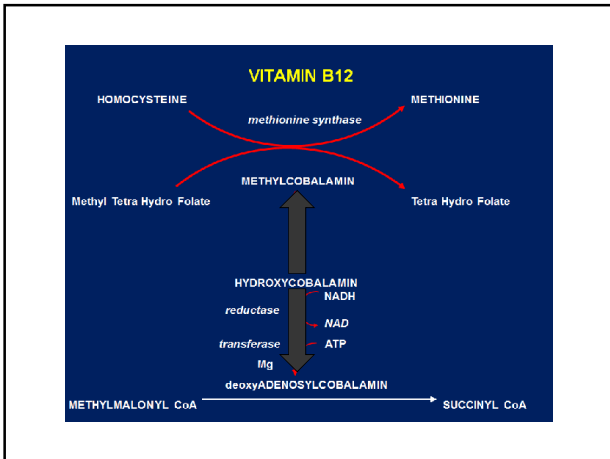 VITAMIN B12
HOMOCYSTEINE
METHIONINE
methionine synthase
METHYLCOBALAMIN
Methyl Tetra Hydro Folate
Tetra Hydro Folate
HYDROXYCOBALAMIN
NADH
reductase
NAD
transferase
ATP
Mg
deoxyADENOSYLCOBALAMIN
METHYLMALONYL CoA
SUCCINYL CoA